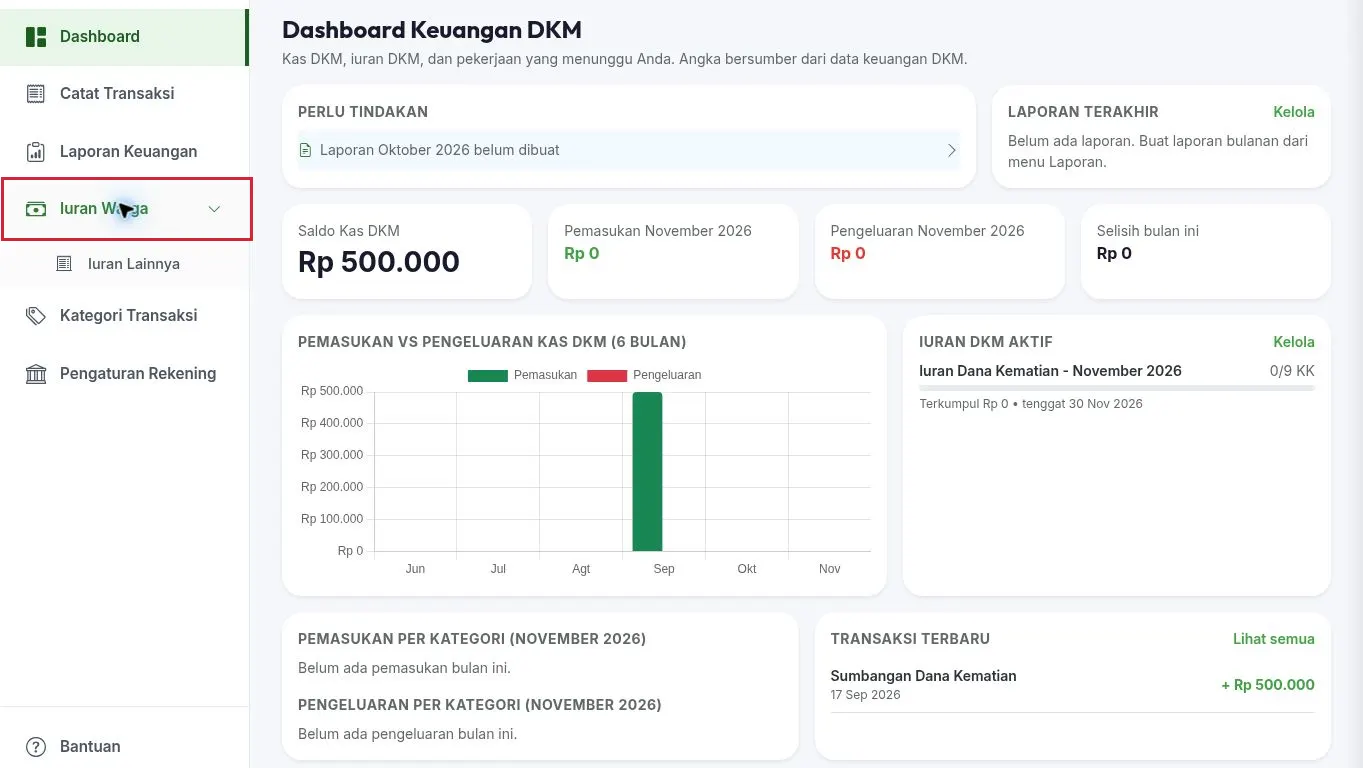 Dashboard
Catat Transaksi
Laporan Keuangan
Iuran Warga
Iuran Lainnya
Kategori Transaksi
Pengaturan Rekening
Bantuan
Dashboard Keuangan DKM
Kas DKM, iuran DKM, dan pekerjaan yang menunggu Anda. Angka bersumber dari data keuangan DKM.
PERLU TINDAKAN
Laporan Oktober 2026 belum dibuat
LAPORAN TERAKHIR
Kelola
Belum ada laporan. Buat laporan bulanan dari
menu Laporan.
Saldo Kas DKM
Rp 500.000
Pemasukan November 2026
Rp 0
Pengeluaran November 2026
Rp 0
Selisih bulan ini
Rp 0
PEMASUKAN VS PENGELUARAN KAS DKM (6 BULAN)
Pemasukan
Pengeluaran
Rp 500.000
Rp 400.000
Rp 300.000
Rp 200.000
Rp 100.000
Rp 0
Jun Jul Agt Sep Okt Nov
IURAN DKM AKTIF
Kelola
Iuran Dana Kematian - November 2026
0/9 KK
Terkumpul Rp 0 • tenggat 30 Nov 2026
PEMASUKAN PER KATEGORI (NOVEMBER 2026)
Belum ada pemasukan bulan ini.
PENGELUARAN PER KATEGORI (NOVEMBER 2026)
Belum ada pengeluaran bulan ini.
TRANSAKSI TERBARU
Lihat semua
Sumbangan Dana Kematian
17 Sep 2026
+ Rp 500.000